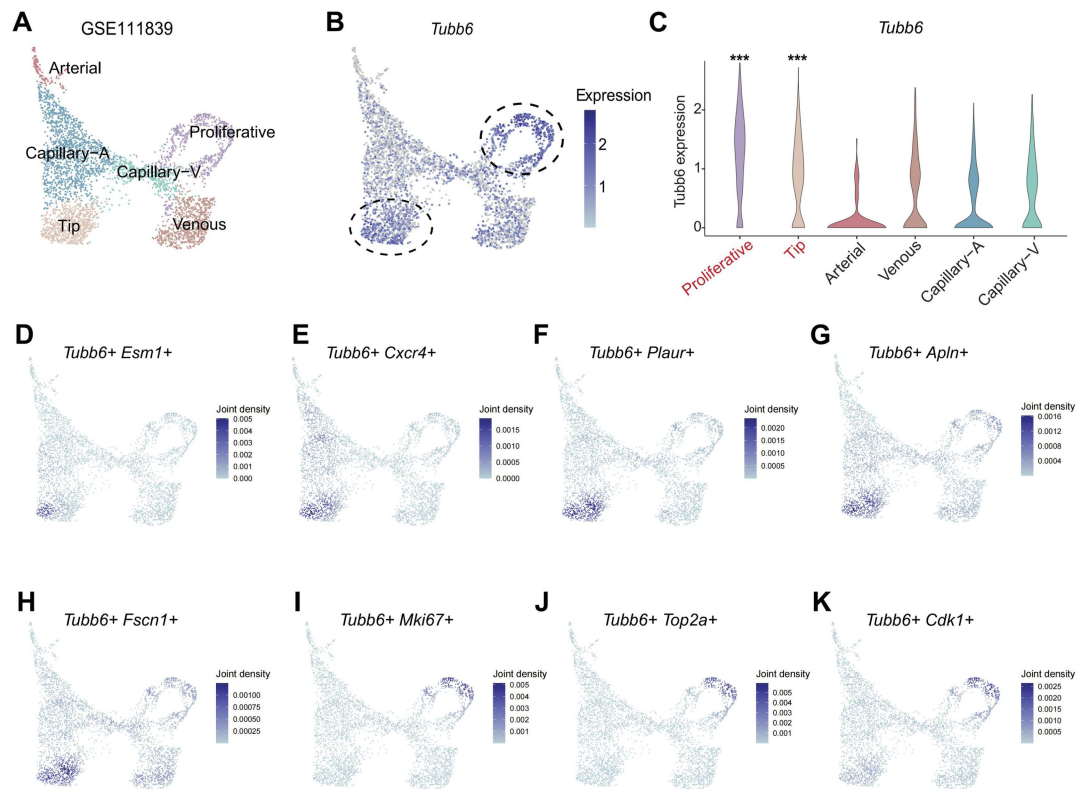 A
GSE111839
Arterial
Proliferative
Capillary−A
Capillary−V
Tip
Venous
B
Tubb6
Expression
2
1
C
Tubb6
*** ***
Tubb6 expression
2
1
0
Proliferative
Tip
Arterial
Venous
Capillary−A
Capillary−V
D
Tubb6+ Esm1+
Joint density
0.005
0.004
0.003
0.002
0.001
0.000
E
Tubb6+ Cxcr4+
Joint density
0.0015
0.0010
0.0005
0.0000
F
Tubb6+ Plaur+
Joint density
0.0020
0.0015
0.0010
0.0005
G
Tubb6+ Apln+
Joint density
0.0016
0.0012
0.0008
0.0004
H
Tubb6+ Fscn1+
Joint density
0.00100
0.00075
0.00050
0.00025
I
Tubb6+ Mki67+
Joint density
0.005
0.004
0.003
0.002
0.001
J
Tubb6+ Top2a+
Joint density
0.005
0.004
0.003
0.002
0.001
K
Tubb6+ Cdk1+
Joint density
0.0025
0.0020
0.0015
0.0010
0.0005